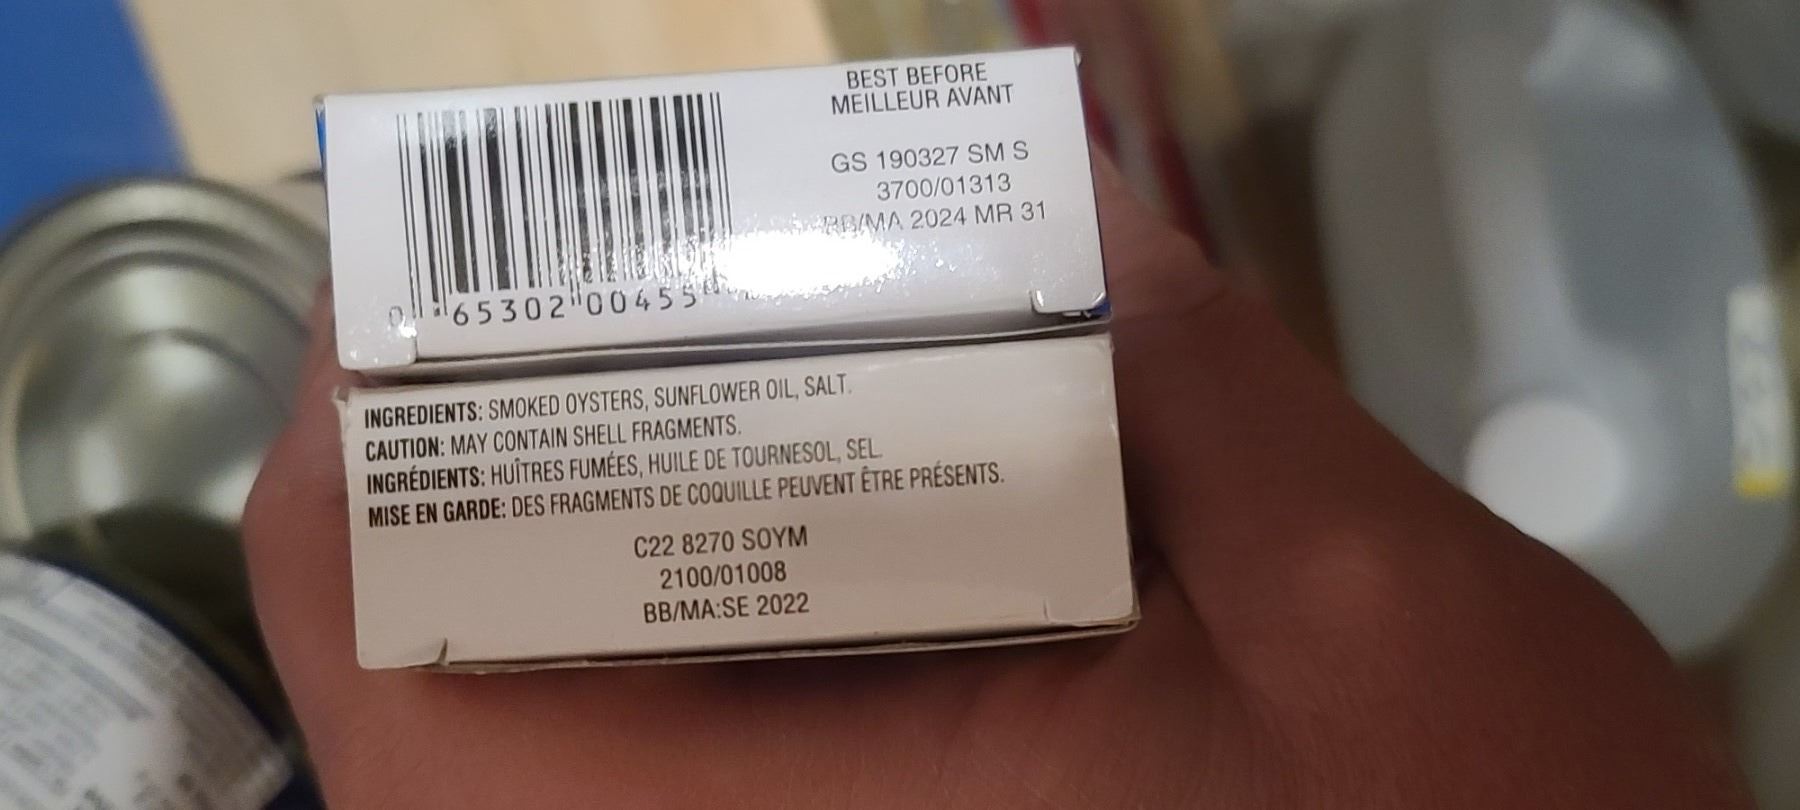 BEST BEFORE
MEILLEUR AVANT
GS 190327 SM S
3700/01313
BB/MA 2024 MR 31
0 65302 00455
INGREDIENTS: SMOKED OYSTERS, SUNFLOWER OIL, SALT.
CAUTION: MAY CONTAIN SHELL FRAGMENTS.
INGRÉDIENTS: HUÎTRES FUMÉES, HUILE DE TOURNESOL, SEL.
MISE EN GARDE: DES FRAGMENTS DE COQUILLE PEUVENT ÊTRE PRÉSENTS.
C22 8270 SOYM
2100/01008
BB/MA:SE 2022